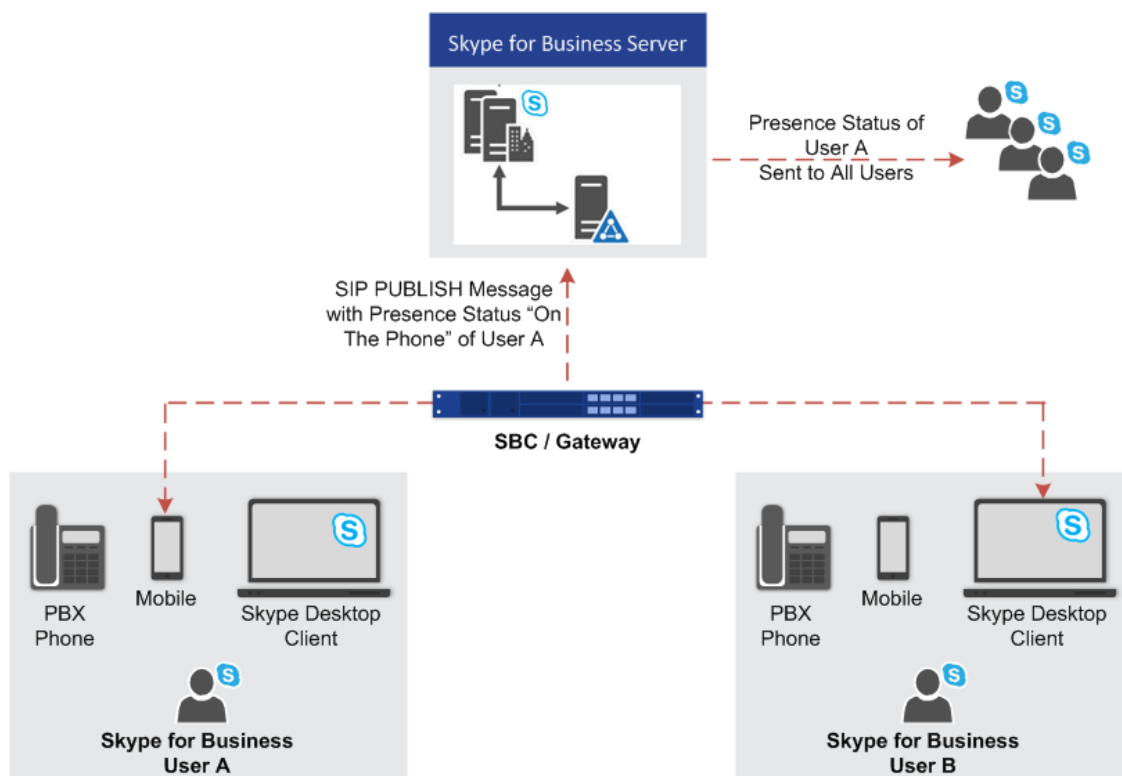 Skype for Business Server
Presence Status of
User A
Sent to All Users
SIP PUBLISH Message
with Presence Status “On
The Phone” of User A
SBC / Gateway
PBX
Phone
Mobile
Skype Desktop
Client
Skype for Business
User A
PBX
Phone
Mobile
Skype Desktop
Client
Skype for Business
User B